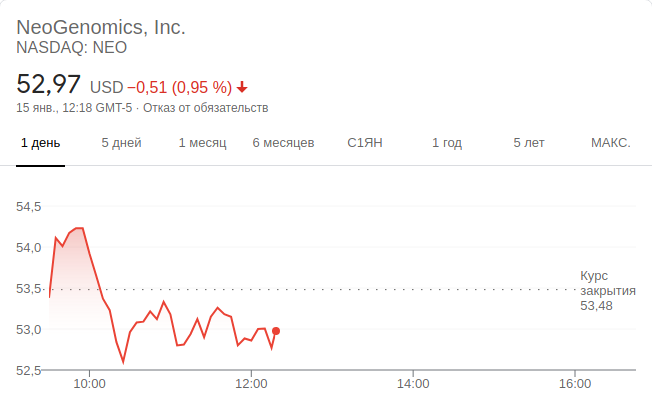 NeoGenomics, Inc.
NASDAQ: NEO
52,97 USD −0,51 (0,95 %)
15 янв., 12:18 GMT-5 · Отказ от обязательств
1 день 5 дней 1 месяц 6 месяцев С1ЯН 1 год 5 лет МАКС.
54,5
54,0
53,5
53,0
52,5
Курс
закрытия
53,48
10:00 12:00 14:00 16:00